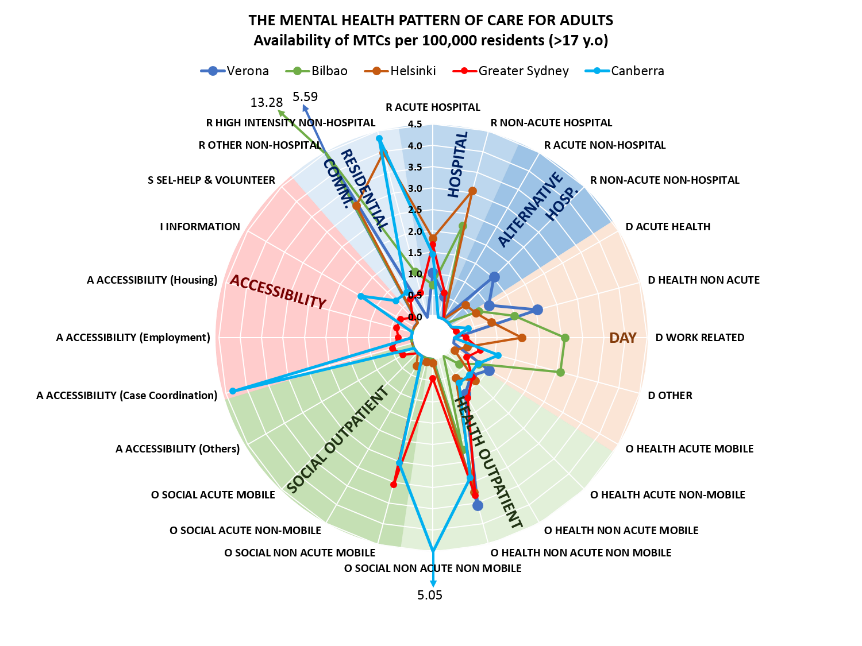 THE MENTAL HEALTH PATTERN OF CARE FOR ADULTS
Availability of MTCs per 100,000 residents (>17 y.o)
Verona
Bilbao
Helsinki
Greater Sydney
Canberra
13.28
5.59
R ACUTE HOSPITAL
R HIGH INTENSITY NON-HOSPITAL
R NON-ACUTE HOSPITAL
R OTHER NON-HOSPITAL
R ACUTE NON-HOSPITAL
S SEL-HELP & VOLUNTEER
R NON-ACUTE NON-HOSPITAL
I INFORMATION
D ACUTE HEALTH
A ACCESSIBILITY (Housing)
D HEALTH NON ACUTE
A ACCESSIBILITY (Employment)
D WORK RELATED
A ACCESSIBILITY (Case Coordination)
D OTHER
A ACCESSIBILITY (Others)
O HEALTH ACUTE MOBILE
O SOCIAL ACUTE MOBILE
O HEALTH ACUTE NON-MOBILE
O SOCIAL ACUTE NON-MOBILE
O HEALTH NON ACUTE MOBILE
O SOCIAL NON ACUTE MOBILE
O HEALTH NON ACUTE NON MOBILE
O SOCIAL NON ACUTE NON MOBILE
5.05
4.5
4.0
3.5
3.0
2.5
2.0
1.5
1.0
0.5
0.0
RESIDENTIAL
COMM.
HOSPITAL
ALTERNATIVE
HOSP.
ACCESSIBILITY
DAY
SOCIAL OUTPATIENT
HEALTH OUTPATIENT